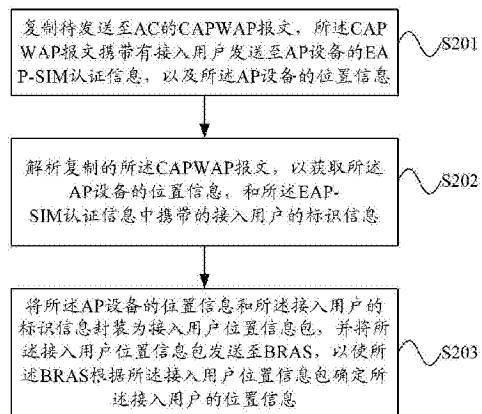 复制待发送至AC的CAPWAP报文，所述CAP
WAP报文携带有接入用户发送至AP设备的EA
P-SIM认证信息，以及所述AP设备的位置信息
S201
解析复制的所述CAPWAP报文，以获取所述
AP设备的位置信息，和所述EAP-
SIM认证信息中携带的接入用户的标识信息
S202
将所述AP设备的位置信息和所述接入用户的
标识信息封装为接入用户位置信息包，并将所
述接入用户位置信息包发送至BRAS，以使所
述BRAS根据所述接入用户位置信息包确定所
述接入用户的位置信息
S203